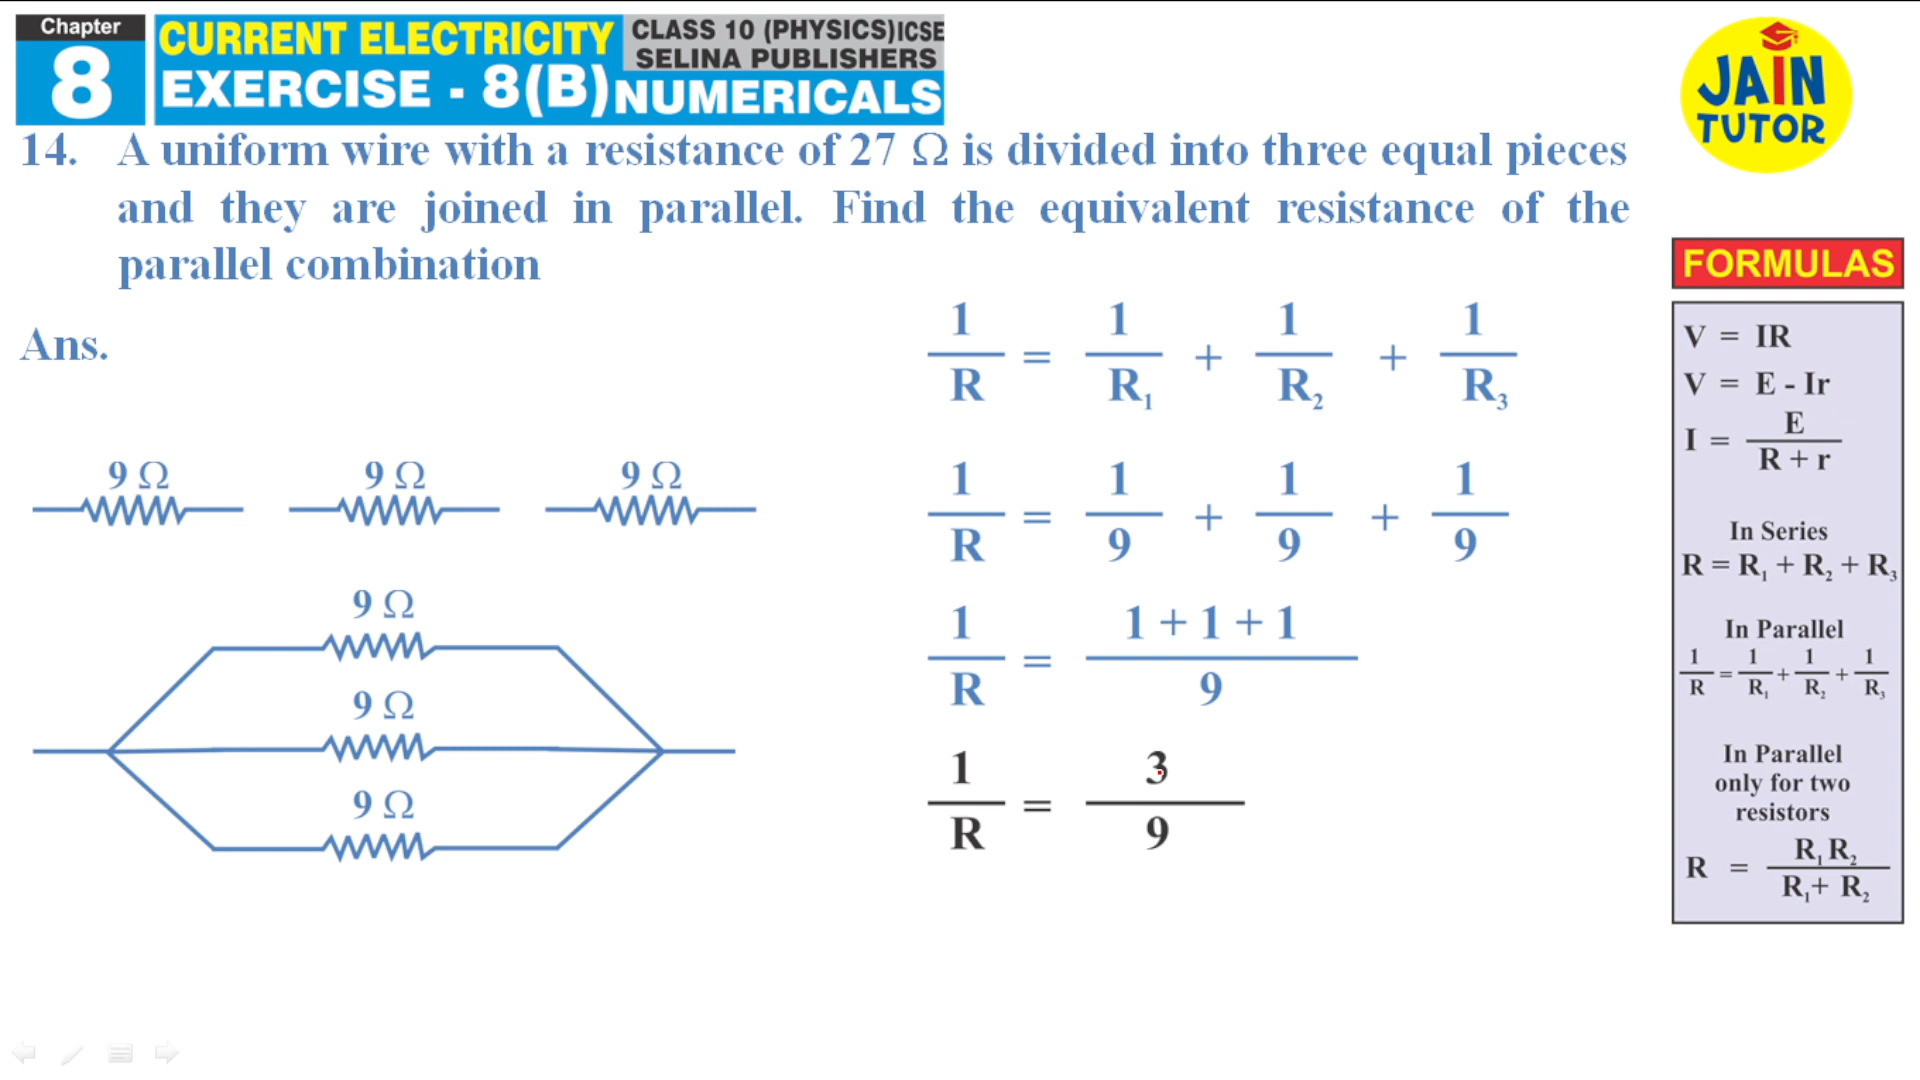 Chapter
8
CURRENT ELECTRICITY
EXERCISE - 8(B) NUMERICALS
CLASS 10 (PHYSICS) ICSE
SELINA PUBLISHERS
JAIN
TUTOR
14. A uniform wire with a resistance of 27 Ω is divided into three equal pieces
and they are joined in parallel. Find the equivalent resistance of the
parallel combination
Ans.
9 Ω 9 Ω 9 Ω
9 Ω
9 Ω
9 Ω
1/R = 1/R₁ + 1/R₂ + 1/R₃
1/R = 1/9 + 1/9 + 1/9
1/R = 1 + 1 + 1/9
1/R = 3/9
FORMULAS
V = IR
V = E - Ir
I = E/R + r
In Series
R = R₁ + R₂ + R₃
In Parallel
1/R = 1/R₁ + 1/R₂ + 1/R₃
In Parallel
only for two
resistors
R = R₁ R₂/R₁ + R₂